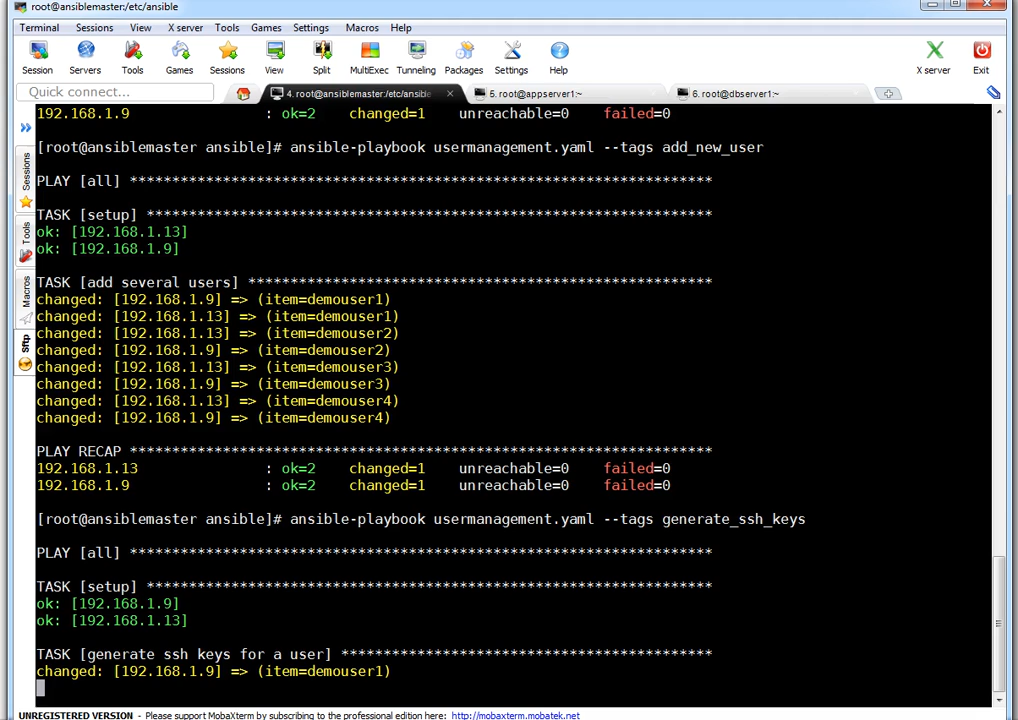 root@ansiblemaster:/etc/ansible
Terminal Sessions View X server Tools Games Settings Macros Help
Session Servers Tools Games Sessions View Split MultiExec Tunneling Packages Settings Help X server Exit
Quick connect... 4. root@ansiblemaster:/etc/ansible 5. root@appserver1:~ 6. root@dbserver1:~
Sessions
Tools
Macros
Sftp
192.168.1.9 : ok=2 changed=1 unreachable=0 failed=0
[root@ansiblemaster ansible]# ansible-playbook usermanagement.yaml --tags add_new_user
PLAY [all] *********************************************************************
TASK [setup] *******************************************************************
ok: [192.168.1.13]
ok: [192.168.1.9]
TASK [add several users] *******************************************************
changed: [192.168.1.9] => (item=demouser1)
changed: [192.168.1.13] => (item=demouser1)
changed: [192.168.1.13] => (item=demouser2)
changed: [192.168.1.9] => (item=demouser2)
changed: [192.168.1.13] => (item=demouser3)
changed: [192.168.1.9] => (item=demouser3)
changed: [192.168.1.13] => (item=demouser4)
changed: [192.168.1.9] => (item=demouser4)
PLAY RECAP *********************************************************************
192.168.1.13 : ok=2 changed=1 unreachable=0 failed=0
192.168.1.9 : ok=2 changed=1 unreachable=0 failed=0
[root@ansiblemaster ansible]# ansible-playbook usermanagement.yaml --tags generate_ssh_keys
PLAY [all] *********************************************************************
TASK [setup] *******************************************************************
ok: [192.168.1.9]
ok: [192.168.1.13]
TASK [generate ssh keys for a user] ********************************************
changed: [192.168.1.9] => (item=demouser1)
UNREGISTERED VERSION - Please support MobaXterm by subscribing to the professional edition here: http://mobaxterm.mobatek.net